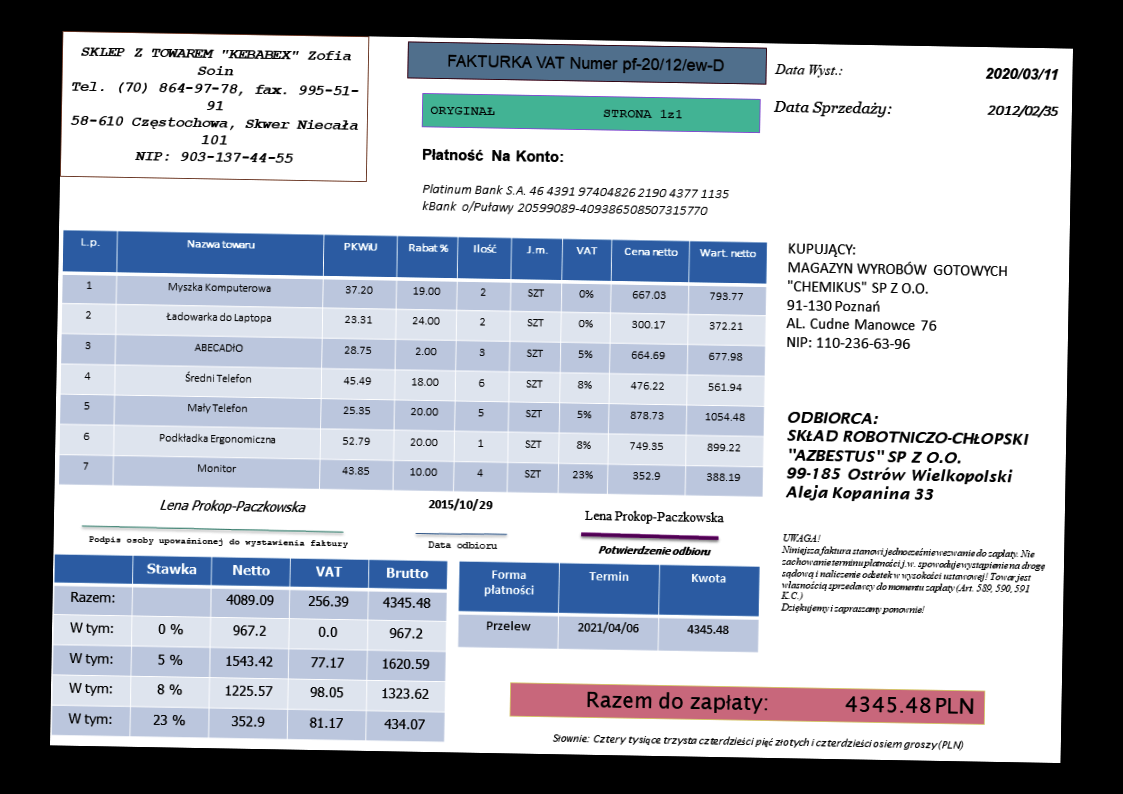 SKLEP Z TOWAREM "KEBABEX" Zofia
Soin
Tel. (70) 864-97-78, fax. 995-51-
91
58-610 Częstochowa, Skwer Niecała
101
NIP: 903-137-44-55
FAKTURKA VAT Numer pf-20/12/ew-D
ORYGINAŁ STRONA 1z1
Data Wyst.: 2020/03/11
Data Sprzedaży: 2012/02/35
Płatność Na Konto:
Platinum Bank S.A. 46 4391 97404826 2190 4377 1135
kBank o/Puławy 20599089-409386508507315770
L.p. Nazwa towaru PKWiU Rabat % Ilość J.m. VAT Cena netto Wart. netto
1 Myszka Komputerowa 37.20 19.00 2 SZT 0% 667.03 793.77
2 Ładowarka do Laptopa 23.31 24.00 2 SZT 0% 300.17 372.21
3 ABECADłO 28.75 2.00 3 SZT 5% 664.69 677.98
4 Średni Telefon 45.49 18.00 6 SZT 8% 476.22 561.94
5 Mały Telefon 25.35 20.00 5 SZT 5% 878.73 1054.48
6 Podkładka Ergonomiczna 52.79 20.00 1 SZT 8% 749.35 899.22
7 Monitor 43.85 10.00 4 SZT 23% 352.9 388.19
KUPUJĄCY:
MAGAZYN WYROBÓW GOTOWYCH
"CHEMIKUS" SP Z O.O.
91-130 Poznań
AL. Cudne Manowce 76
NIP: 110-236-63-96
ODBIORCA:
SKŁAD ROBOTNICZO-CHŁOPSKI
"AZBESTUS" SP Z O.O.
99-185 Ostrów Wielkopolski
Aleja Kopanina 33
Lena Prokop-Paczkowska
Podpis osoby upoważnionej do wystawienia faktury
2015/10/29
Data odbioru
Lena Prokop-Paczkowska
Potwierdzenie odbioru
UWAGA!
Niniejsza faktura stanowi jednocześnie wezwanie do zapłaty. Nie
zachowanie terminu płatności j.w. spowoduje wystąpienie na drogę
sądową i naliczenie odsetek w wysokości ustawowej! Towar jest
własnością sprzedawcy do momentu zapłaty (Art. 589, 590, 591
K.C.)
Dziękujemy i zapraszamy ponownie!
Stawka Netto VAT Brutto
Razem: 4089.09 256.39 4345.48
W tym: 0 % 967.2 0.0 967.2
W tym: 5 % 1543.42 77.17 1620.59
W tym: 8 % 1225.57 98.05 1323.62
W tym: 23 % 352.9 81.17 434.07
Forma płatności Termin Kwota
Przelew 2021/04/06 4345.48
Razem do zapłaty: 4345.48 PLN
Słownie: Cztery tysiące trzysta czterdzieści pięć złotych i czterdzieści osiem groszy (PLN)